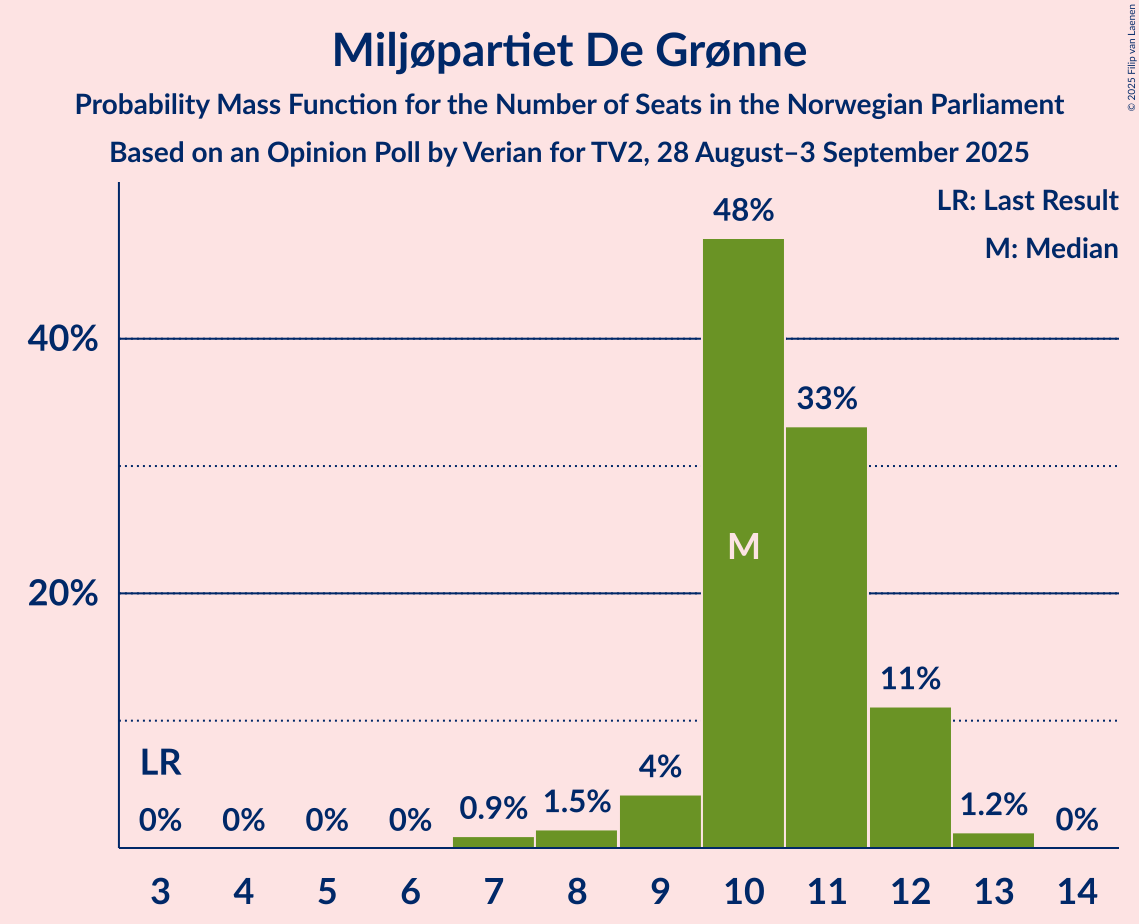 Miljøpartiet De Grønne
Probability Mass Function for the Number of Seats in the Norwegian Parliament
Based on an Opinion Poll by Verian for TV2, 28 August–3 September 2025
© 2025 Filip van Laenen
LR: Last Result
M: Median
48%
40%
33%
M
20%
11%
LR
4%
0% 0% 0% 0% 0.9% 1.5% 1.2% 0%
3 4 5 6 7 8 9 10 11 12 13 14